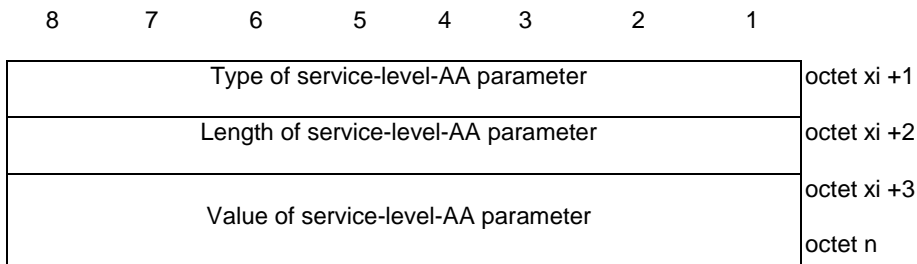 8 7 6 5 4 3 2 1
Type of service-level-AA parameter octet xi +1
Length of service-level-AA parameter octet xi +2
octet xi +3
Value of service-level-AA parameter
octet n